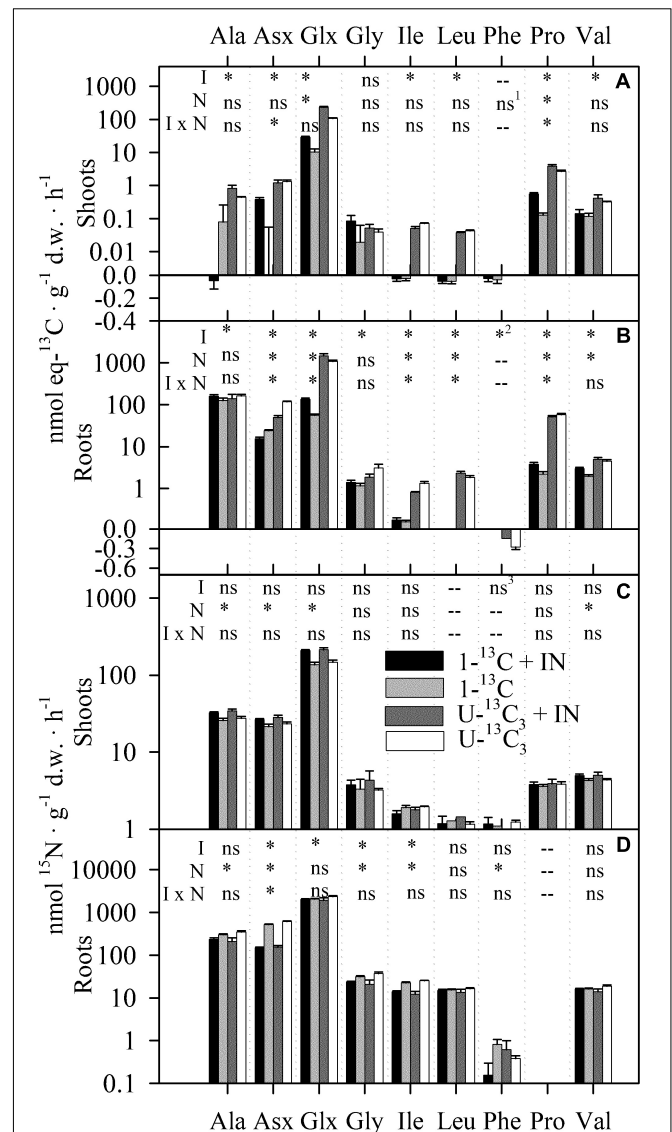 Ala Asx Glx Gly Ile Leu Phe Pro Val
A
I * * * ns * * -- * *
N ns ns * ns ns ns ns¹ * ns
I x N ns * ns ns ns ns -- * ns
1000
100
10
1
0.1
0.01
0.0
-0.2
-0.4
Shoots
nmol eq-¹³C · g⁻¹ d.w. · h⁻¹
B
I * * * * * * *² * *
N ns * * ns * * -- * *
I x N ns * * ns * * -- * ns
1000
100
10
1
0.0
-0.3
-0.6
Roots
C
I ns ns ns ns ns -- ns³ ns ns
N * * * ns ns -- -- ns *
I x N ns ns ns ns ns -- -- ns ns
1000
100
10
1
Shoots
1-¹³C + IN
1-¹³C
U-¹³C₃ + IN
U-¹³C₃
nmol ¹⁵N · g⁻¹ d.w. · h⁻¹
D
I ns * * * * ns ns -- ns
N * * ns * * ns * -- ns
I x N ns * ns ns ns ns ns -- ns
10000
1000
100
10
1
0.1
Roots
Ala Asx Glx Gly Ile Leu Phe Pro Val